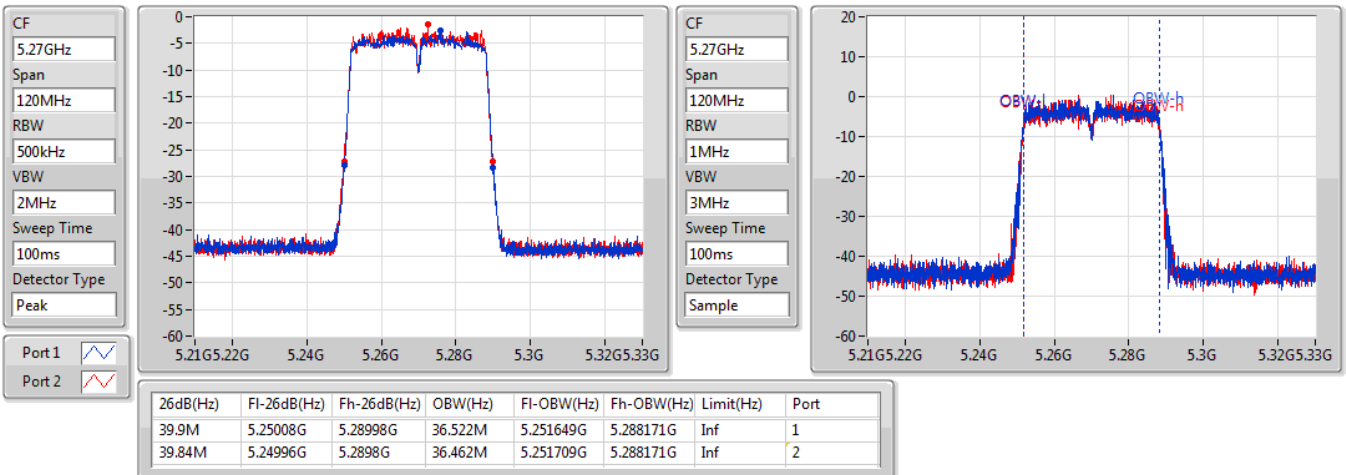 CF
5.27GHz
Span
120MHz
RBW
500kHz
VBW
2MHz
Sweep Time
100ms
Detector Type
Peak
Port 1
Port 2
0
-5
-10
-15
-20
-25
-30
-35
-40
-45
-50
-55
-60
5.21G5.22G 5.24G 5.26G 5.28G 5.3G 5.32G5.33G
CF
5.27GHz
Span
120MHz
RBW
1MHz
VBW
3MHz
Sweep Time
100ms
Detector Type
Sample
20
10
0
-10
-20
-30
-40
-50
-60
OBW-l OBW-h
OBW-h
5.21G5.22G 5.24G 5.26G 5.28G 5.3G 5.32G5.33G
26dB(Hz) Fl-26dB(Hz) Fh-26dB(Hz) OBW(Hz) Fl-OBW(Hz) Fh-OBW(Hz) Limit(Hz) Port
39.9M 5.25008G 5.28998G 36.522M 5.251649G 5.288171G Inf 1
39.84M 5.24996G 5.2898G 36.462M 5.251709G 5.288171G Inf 2